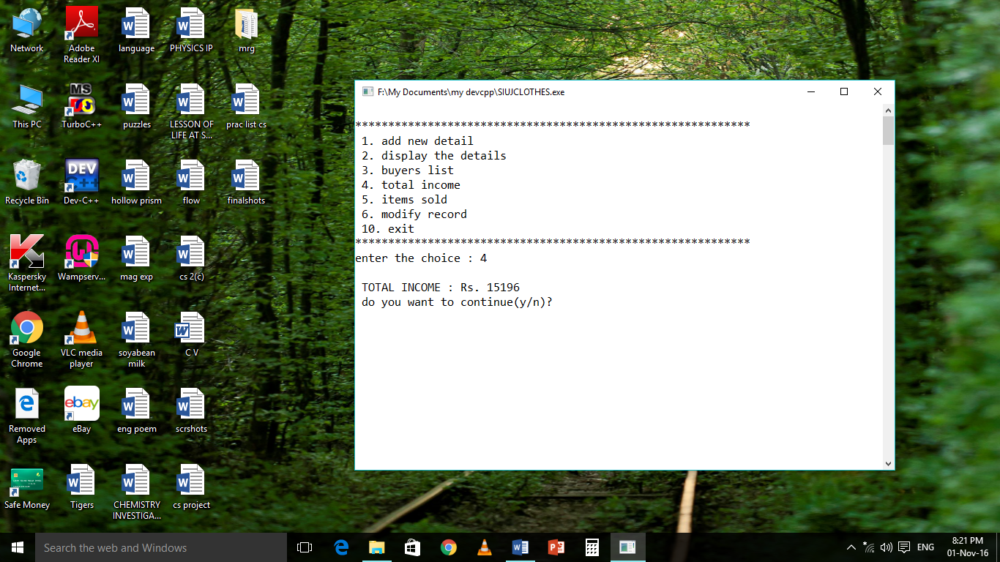 Network
Adobe
Reader XI
language
PHYSICS IP
mrg
This PC
MS
TurboC++
puzzles
LESSON OF
LIFE AT S...
prac list cs
Recycle Bin
DEV
C++
Dev-C++
hollow prism
flow
finalshots
Kaspersky
Internet...
Wampserv...
mag exp
cs 2(c)
Google
Chrome
VLC media
player
soyabean
milk
C V
Removed
Apps
ebay
eBay
eng poem
scrshots
Safe Money
Tigers
CHEMISTRY
INVESTIGA...
cs project
F:\My Documents\my devcpp\SIUJCLOTHES.exe
************************************************************
1. add new detail
2. display the details
3. buyers list
4. total income
5. items sold
6. modify record
10. exit
************************************************************
enter the choice : 4
TOTAL INCOME : Rs. 15196
do you want to continue(y/n)?
Search the web and Windows
ENG
8:21 PM
01-Nov-16